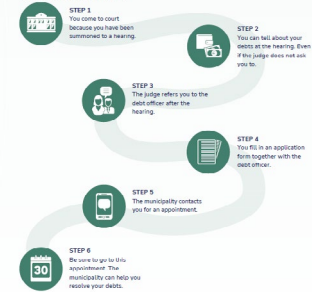 STEP 1
You come to court
because you have been
summoned to a hearing.
STEP 2
You can tell about your
debts at the hearing. Even
if the judge does not ask
you to.
STEP 3
The judge refers you to the
debt officer after the
hearing.
STEP 4
You fill in an application
form together with the
debt officer.
STEP 5
The municipality contacts
you for an appointment.
STEP 6
Be sure to go to this
appointment. The
municipality can help you
resolve your debts.
30